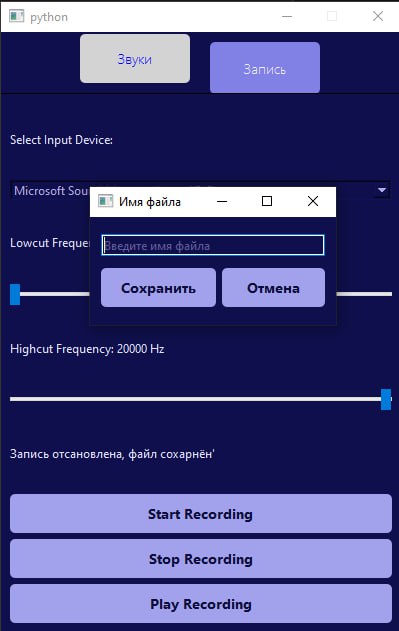 python
Звуки
Запись
Select Input Device:
Microsoft Sou
Имя файла
Lowcut Freque
Введите имя файла
Сохранить
Отмена
Highcut Frequency: 20000 Hz
Запись отсановлена, файл сохарнён'
Start Recording
Stop Recording
Play Recording